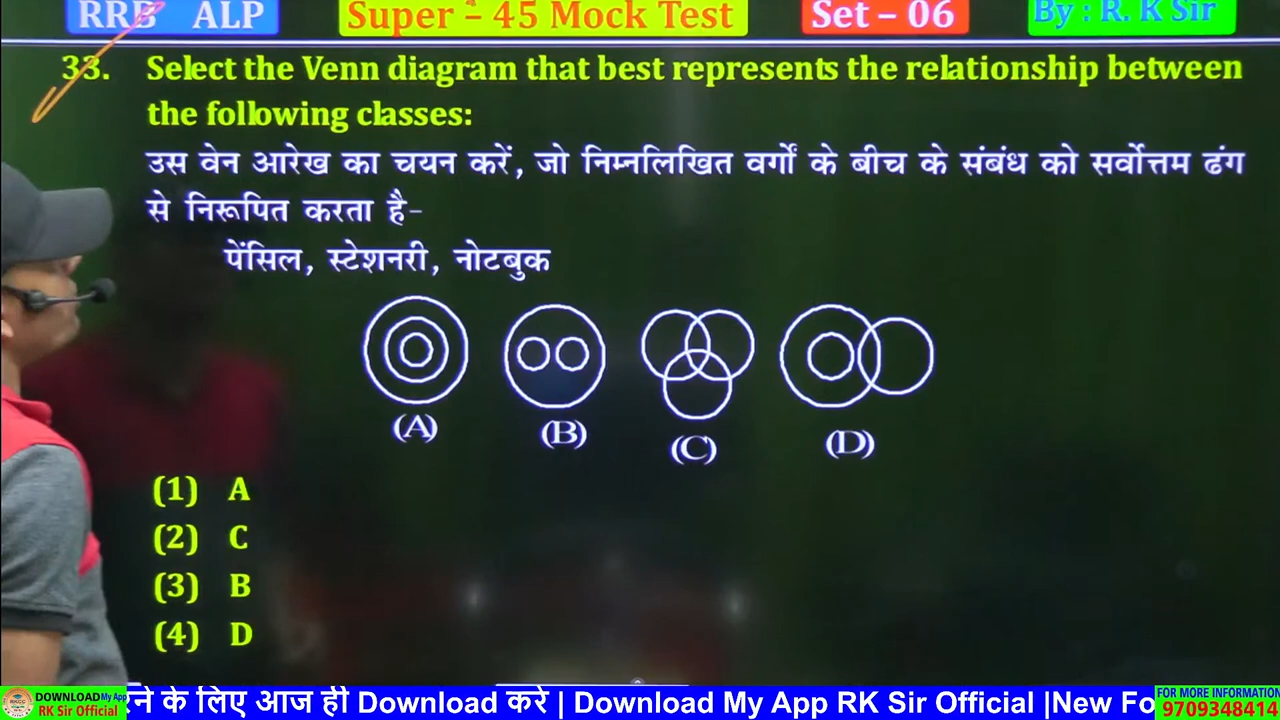 RRB ALP
Super - 45 Mock Test
Set – 06
By : R. K Sir
33. Select the Venn diagram that best represents the relationship between
the following classes:
उस वेन आरेख का चयन करें, जो निम्नलिखित वर्गों के बीच के संबंध को सर्वोत्तम ढंग
से निरूपित करता है-
पेंसिल, स्टेशनरी, नोटबुक
(A) (B) (C) (D)
(1) A
(2) C
(3) B
(4) D
DOWNLOAD My App
RK Sir Official
के लिए आज ही Download करे | Download My App RK Sir Official |New
FOR MORE INFORMATION
9709348414